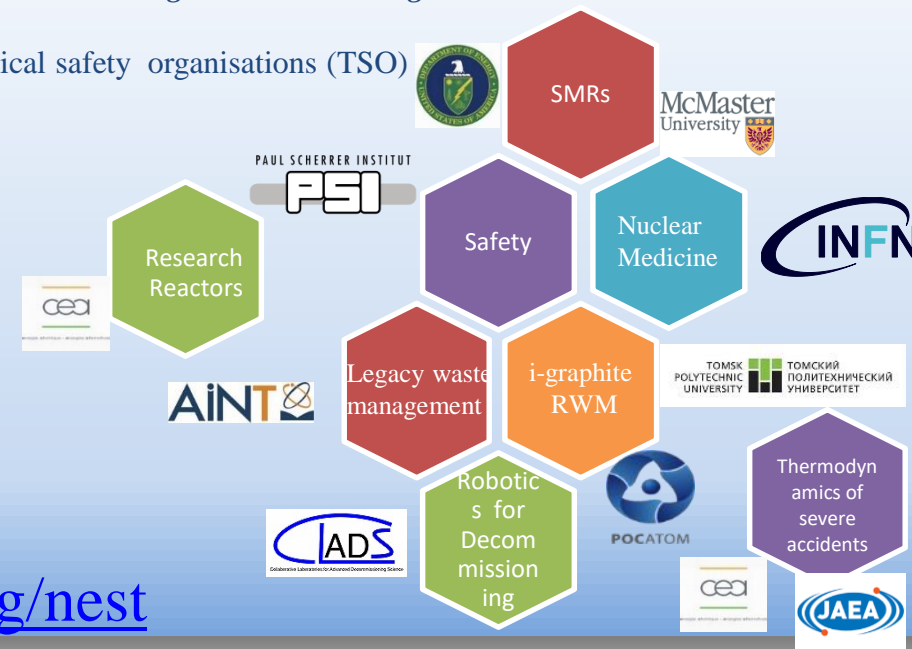 ical safety organisations (TSO)
SMRs
McMaster
University
PAUL SCHERRER INSTITUT
PSI
Safety
Nuclear
Medicine
INFN
Research
Reactors
cea
TOMSK
POLYTECHNIC
UNIVERSITY
ТОМСКИЙ
ПОЛИТЕХНИЧЕСКИЙ
УНИВЕРСИТЕТ
AiNT
Legacy waste
management
i-graphite
RWM
Thermodyn
amics of
severe
accidents
Robotic
s for
Decom
mission
ing
РОСАТОМ
CLADS
Collaborative Laboratories for Advanced Decommissioning Science
cea
JAEA
g/nest